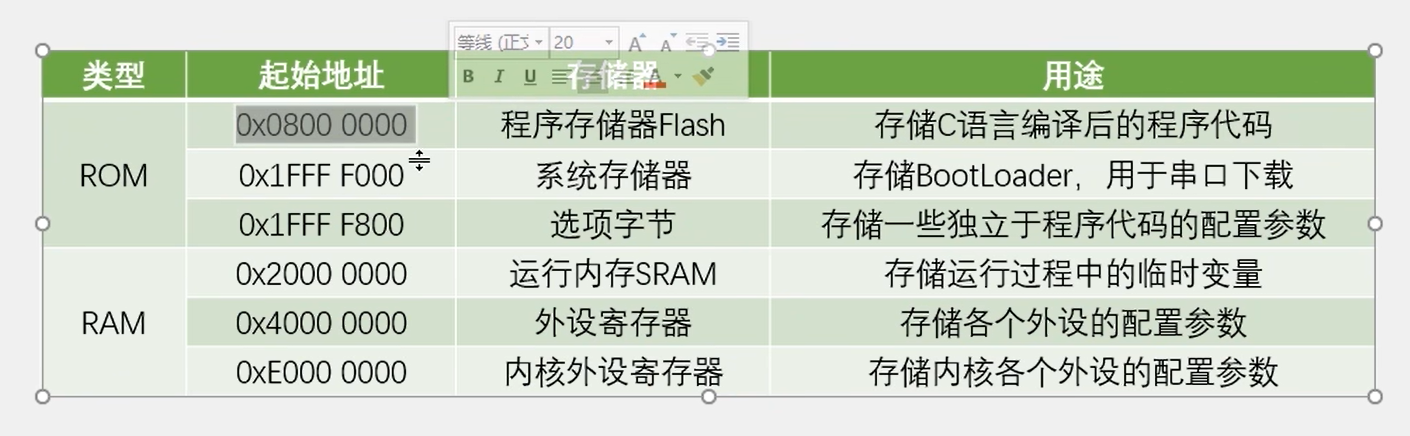 等线 (正文 20 A A
B I U A
类型 起始地址 存储器 用途
ROM
0x0800 0000 程序存储器Flash 存储C语言编译后的程序代码
0x1FFF F000 系统存储器 存储BootLoader，用于串口下载
0x1FFF F800 选项字节 存储一些独立于程序代码的配置参数
RAM
0x2000 0000 运行内存SRAM 存储运行过程中的临时变量
0x4000 0000 外设寄存器 存储各个外设的配置参数
0xE000 0000 内核外设寄存器 存储内核各个外设的配置参数